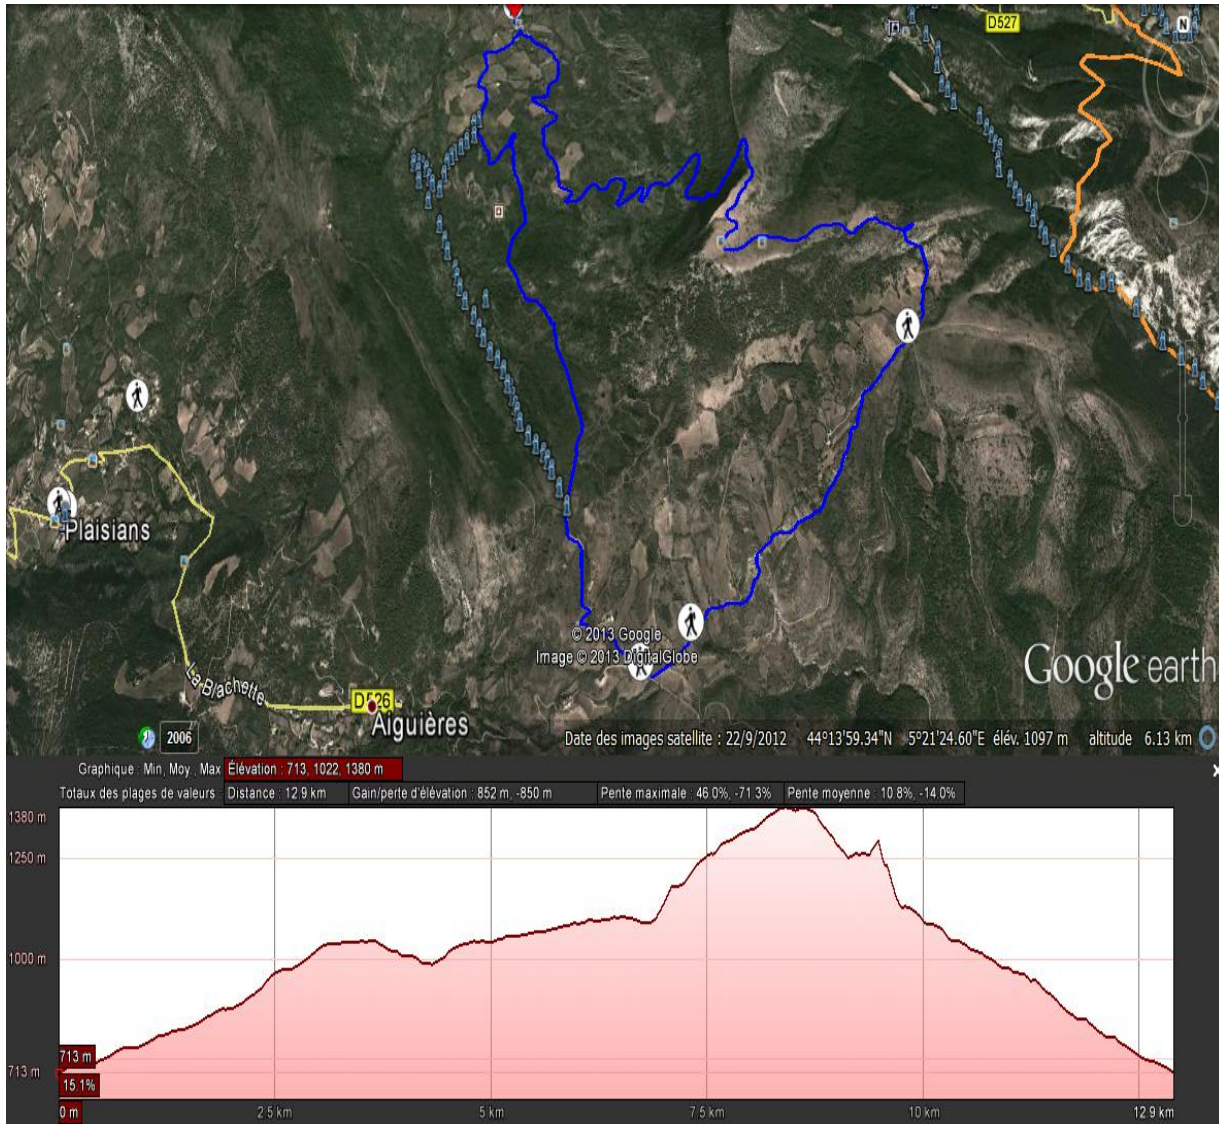 D527
N
Plaisians
La Blachette
D526
Aiguières
© 2013 Google
Image © 2013 DigitalGlobe
Google earth
2006
Date des images satellite : 22/9/2012 44°13'59.34"N 5°21'24.60"E élév. 1097 m altitude 6.13 km
Graphique : Min, Moy., Max Élévation : 713, 1022, 1380 m
Totaux des plages de valeurs : Distance : 12.9 km Gain/perte d'élévation : 852 m, -850 m Pente maximale : 46.0%, -71.3% Pente moyenne : 10.8%, -14.0%
1380 m
1250 m
1000 m
713 m
713 m
15.1%
0 m 2.5 km 5 km 7.5 km 10 km 12.9 km